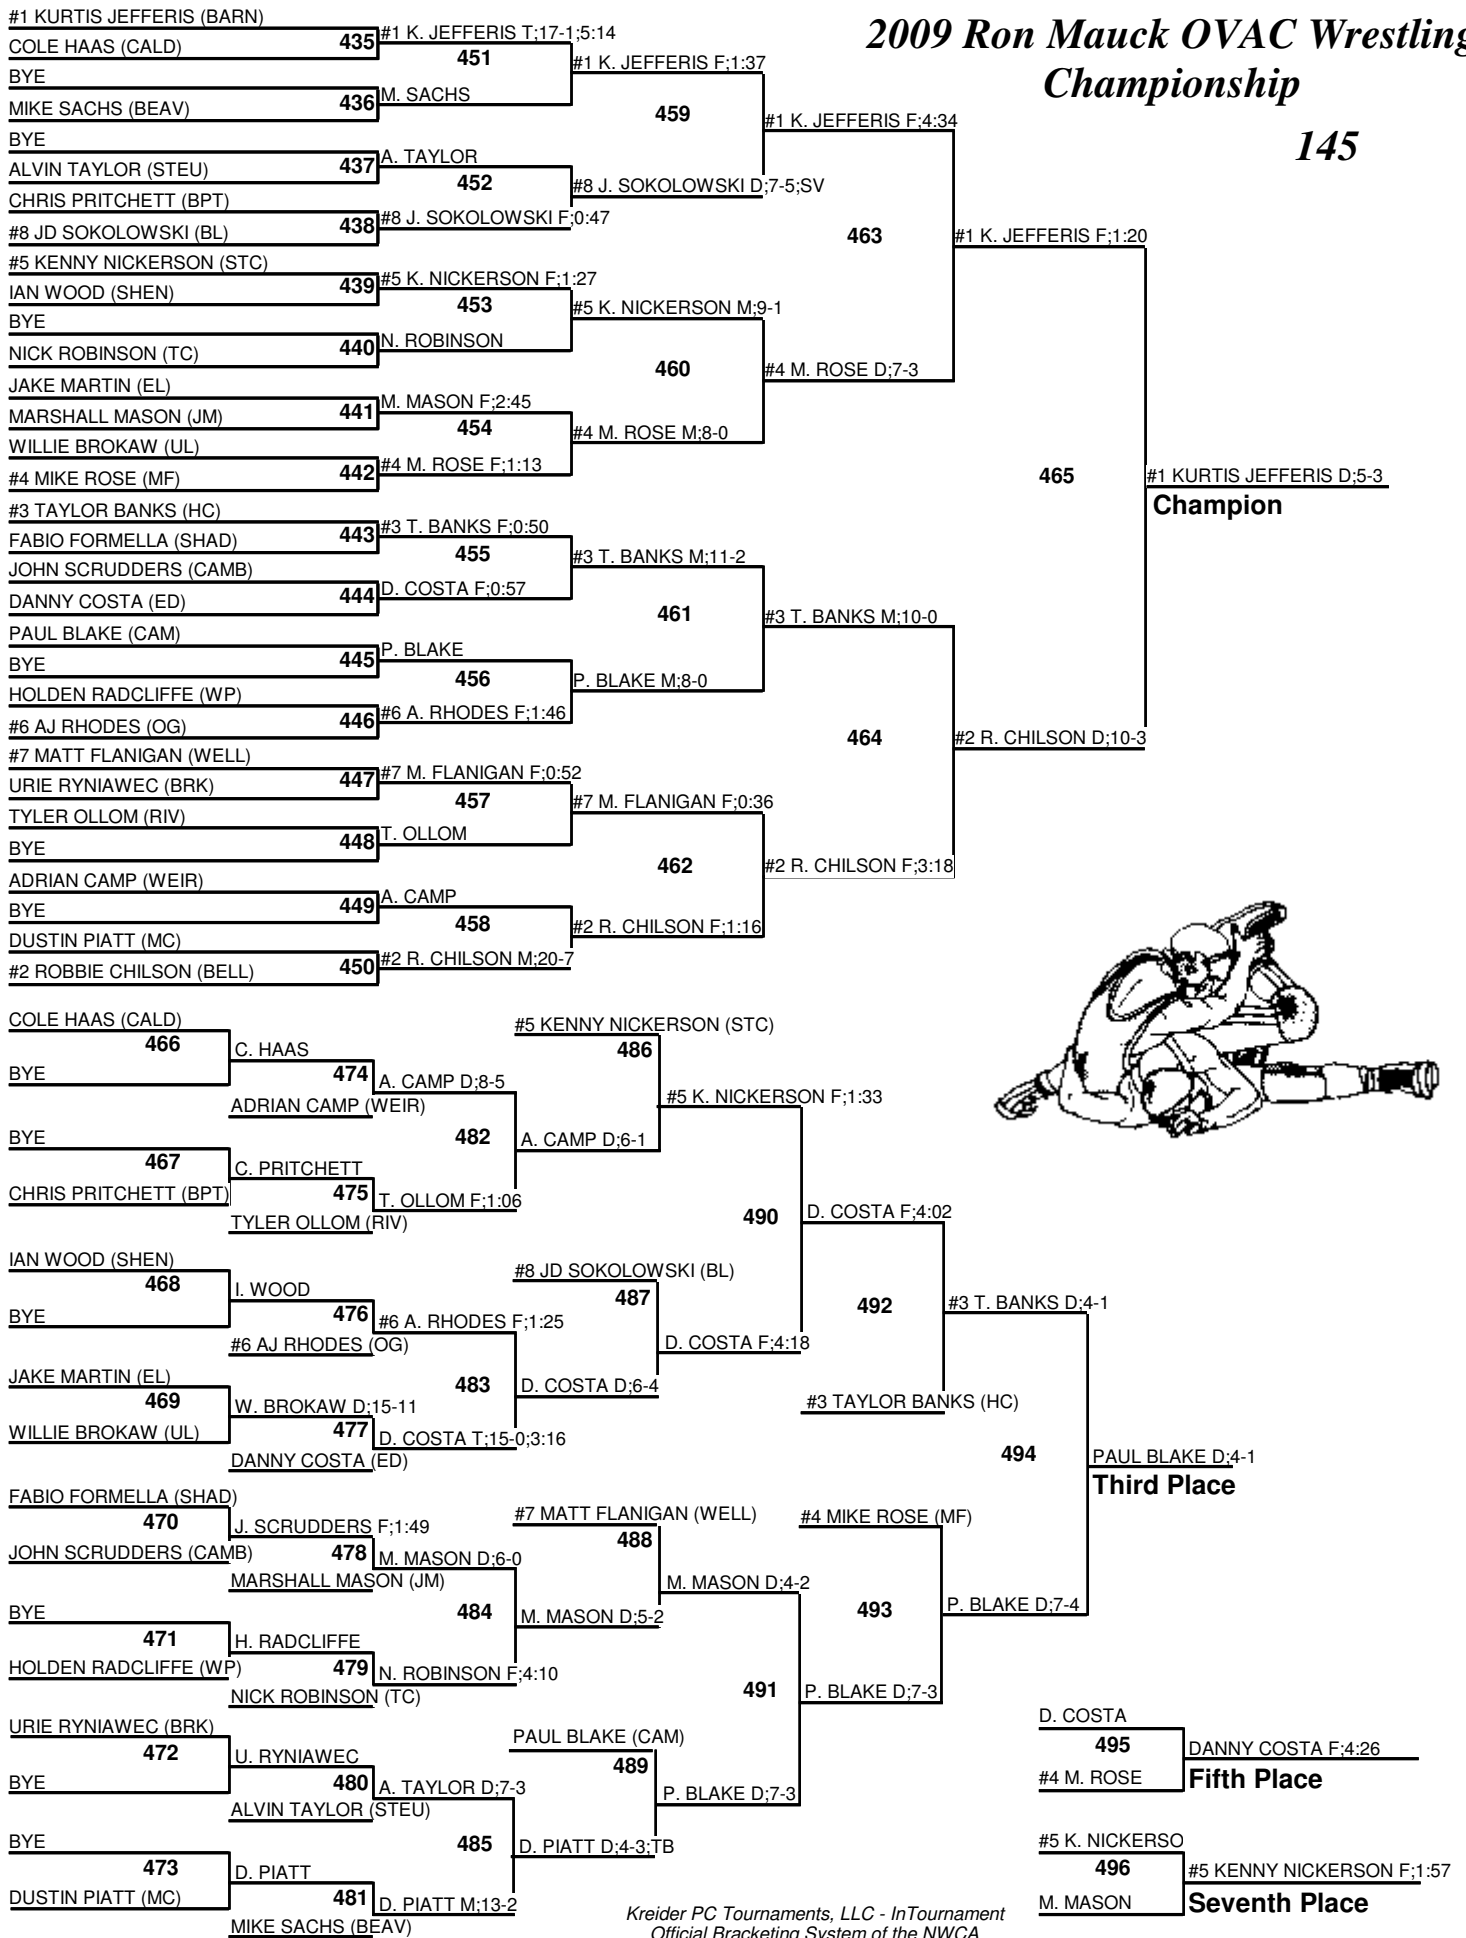 2009 Ron Mauck OVAC Wrestling
Championship
145
#1 KURTIS JEFFERIS (BARN)
COLE HAAS (CALD)
BYE
MIKE SACHS (BEAV)
BYE
ALVIN TAYLOR (STEU)
CHRIS PRITCHETT (BPT)
#8 JD SOKOLOWSKI (BL)
#5 KENNY NICKERSON (STC)
IAN WOOD (SHEN)
BYE
NICK ROBINSON (TC)
JAKE MARTIN (EL)
MARSHALL MASON (JM)
WILLIE BROKAW (UL)
#4 MIKE ROSE (MF)
#3 TAYLOR BANKS (HC)
FABIO FORMELLA (SHAD)
JOHN SCRUDDERS (CAMB)
DANNY COSTA (ED)
PAUL BLAKE (CAM)
BYE
HOLDEN RADCLIFFE (WP)
#6 AJ RHODES (OG)
#7 MATT FLANIGAN (WELL)
URIE RYNIAWEC (BRK)
TYLER OLLOM (RIV)
BYE
ADRIAN CAMP (WEIR)
BYE
DUSTIN PIATT (MC)
#2 ROBBIE CHILSON (BELL)
435
436
437
438
439
440
441
442
443
444
445
446
447
448
449
450
#1 K. JEFFERIS T;17-1;5:14
451
M. SACHS
A. TAYLOR
452
#8 J. SOKOLOWSKI F;0:47
#5 K. NICKERSON F;1:27
453
N. ROBINSON
M. MASON F;2:45
454
#4 M. ROSE F;1:13
#3 T. BANKS F;0:50
455
D. COSTA F;0:57
P. BLAKE
456
#6 A. RHODES F;1:46
#7 M. FLANIGAN F;0:52
457
T. OLLOM
A. CAMP
458
#2 R. CHILSON M;20-7
#1 K. JEFFERIS F;1:37
459
#8 J. SOKOLOWSKI D;7-5;SV
#5 K. NICKERSON M;9-1
460
#4 M. ROSE M;8-0
#3 T. BANKS M;11-2
461
P. BLAKE M;8-0
#7 M. FLANIGAN F;0:36
462
#2 R. CHILSON F;1:16
#1 K. JEFFERIS F;4:34
463
#4 M. ROSE D;7-3
#3 T. BANKS M;10-0
464
#2 R. CHILSON F;3:18
#1 K. JEFFERIS F;1:20
465
#2 R. CHILSON D;10-3
#1 KURTIS JEFFERIS D;5-3
Champion
COLE HAAS (CALD)
466
BYE
BYE
467
CHRIS PRITCHETT (BPT)
IAN WOOD (SHEN)
468
BYE
JAKE MARTIN (EL)
469
WILLIE BROKAW (UL)
FABIO FORMELLA (SHAD)
470
JOHN SCRUDDERS (CAMB)
BYE
471
HOLDEN RADCLIFFE (WP)
URIE RYNIAWEC (BRK)
472
BYE
BYE
473
DUSTIN PIATT (MC)
C. HAAS
474
ADRIAN CAMP (WEIR)
C. PRITCHETT
475
TYLER OLLOM (RIV)
I. WOOD
476
#6 AJ RHODES (OG)
W. BROKAW D;15-11
477
DANNY COSTA (ED)
J. SCRUDDERS F;1:49
478
MARSHALL MASON (JM)
H. RADCLIFFE
479
NICK ROBINSON (TC)
U. RYNIAWEC
480
ALVIN TAYLOR (STEU)
D. PIATT
481
MIKE SACHS (BEAV)
A. CAMP D;8-5
482
T. OLLOM F;1:06
#6 A. RHODES F;1:25
483
D. COSTA T;15-0;3:16
M. MASON D;6-0
484
N. ROBINSON F;4:10
A. TAYLOR D;7-3
485
D. PIATT M;13-2
#5 KENNY NICKERSON (STC)
486
A. CAMP D;6-1
#8 JD SOKOLOWSKI (BL)
487
D. COSTA D;6-4
#7 MATT FLANIGAN (WELL)
488
M. MASON D;5-2
PAUL BLAKE (CAM)
489
D. PIATT D;4-3;TB
#5 K. NICKERSON F;1:33
490
D. COSTA F;4:18
M. MASON D;4-2
491
P. BLAKE D;7-3
D. COSTA F;4:02
492
#3 TAYLOR BANKS (HC)
#4 MIKE ROSE (MF)
493
P. BLAKE D;7-3
#3 T. BANKS D;4-1
494
P. BLAKE D;7-4
PAUL BLAKE D;4-1
Third Place
D. COSTA
495
#4 M. ROSE
DANNY COSTA F;4:26
Fifth Place
#5 K. NICKERSO
496
M. MASON
#5 KENNY NICKERSON F;1:57
Seventh Place
Kreider PC Tournaments, LLC - InTournament
Official Bracketing System of the NWCA